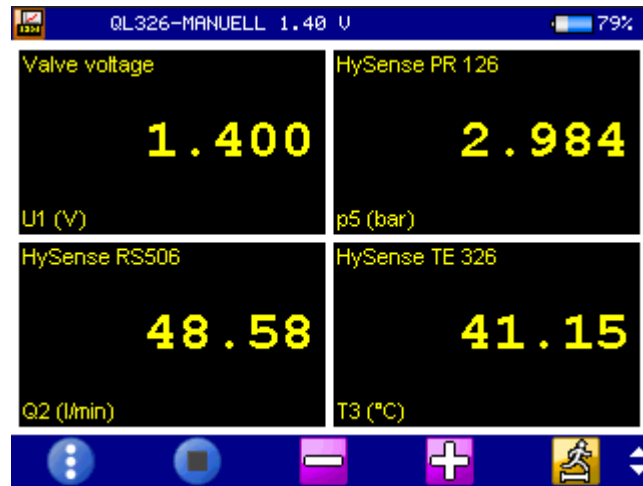 QL326-MANUELL 1.40 V 79%
Valve voltage
1.400
U1 (V)
HySense PR 126
2.984
p5 (bar)
HySense RS506
48.58
Q2 (l/min)
HySense TE 326
41.15
T3 (°C)